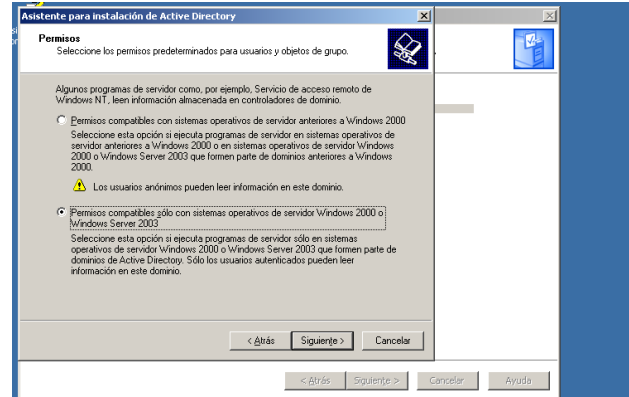 Asistente para instalación de Active Directory
Permisos
Seleccione los permisos predeterminados para usuarios y objetos de grupo.
Algunos programas de servidor como, por ejemplo, Servicio de acceso remoto de
Windows NT, leen información almacenada en controladores de dominio.
Permisos compatibles con sistemas operativos de servidor anteriores a Windows 2000
Seleccione esta opción si ejecuta programas de servidor en sistemas operativos de
servidor anteriores a Windows 2000 o en sistemas operativos de servidor Windows
2000 o Windows Server 2003 que formen parte de dominios anteriores a Windows
2000.
Los usuarios anónimos pueden leer información en este dominio.
Permisos compatibles sólo con sistemas operativos de servidor Windows 2000 o
Windows Server 2003
Seleccione esta opción si ejecuta programas de servidor sólo en sistemas
operativos de servidor Windows 2000 o Windows Server 2003 que formen parte de
dominios de Active Directory. Sólo los usuarios autenticados pueden leer
información en este dominio.
< Atrás Siguiente > Cancelar
< Atrás Siguiente > Cancelar Ayuda